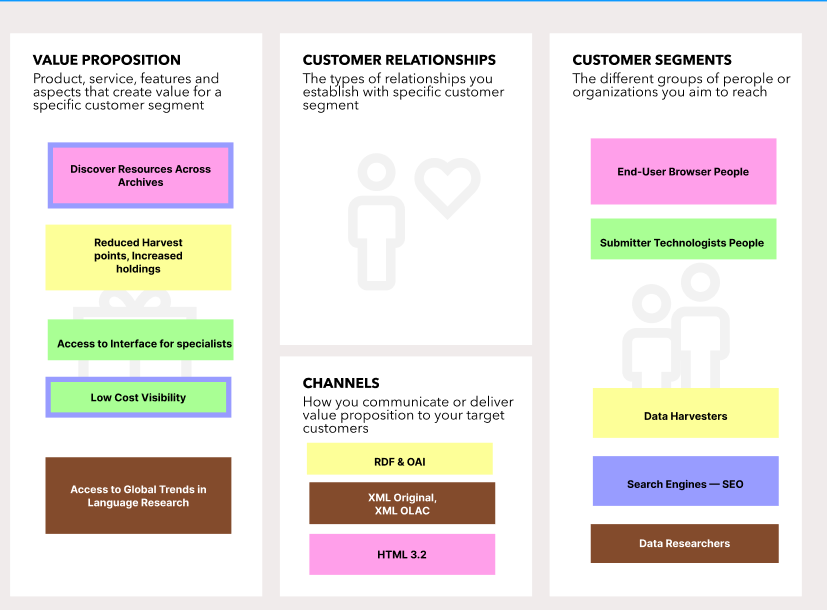 VALUE PROPOSITION
Product, service, features and
aspects that create value for a
specific customer segment
Discover Resources Across
Archives
Reduced Harvest
points, Increased
holdings
Access to Interface for specialists
Low Cost Visibility
Access to Global Trends in
Language Research
CUSTOMER RELATIONSHIPS
The types of relationships you
establish with specific customer
segment
CHANNELS
How you communicate or deliver
value proposition to your target
customers
RDF & OAI
XML Original,
XML OLAC
HTML 3.2
CUSTOMER SEGMENTS
The different groups of perople or
organizations you aim to reach
End-User Browser People
Submitter Technologists People
Data Harvesters
Search Engines — SEO
Data Researchers